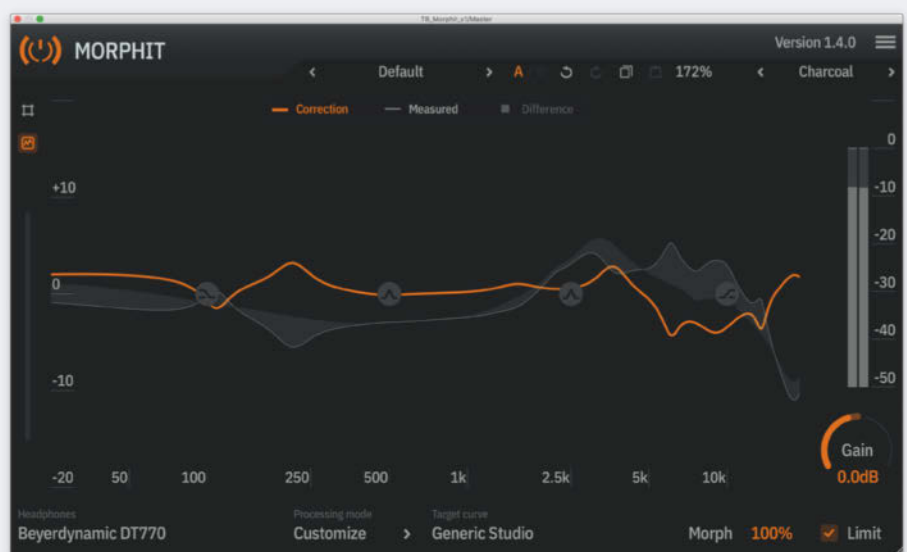 TB_Morphit_v1/Master
MORPHIT
Version 1.4.0
Default
A
172%
Charcoal
Correction
Measured
Difference
+10
0
-10
-20
50
100
250
500
1k
2.5k
5k
10k
0
-10
-20
-30
-40
-50
Gain
0.0dB
Headphones
Processing mode
Target curve
Beyerdynamic DT770
Customize
Generic Studio
Morph 100%
Limit